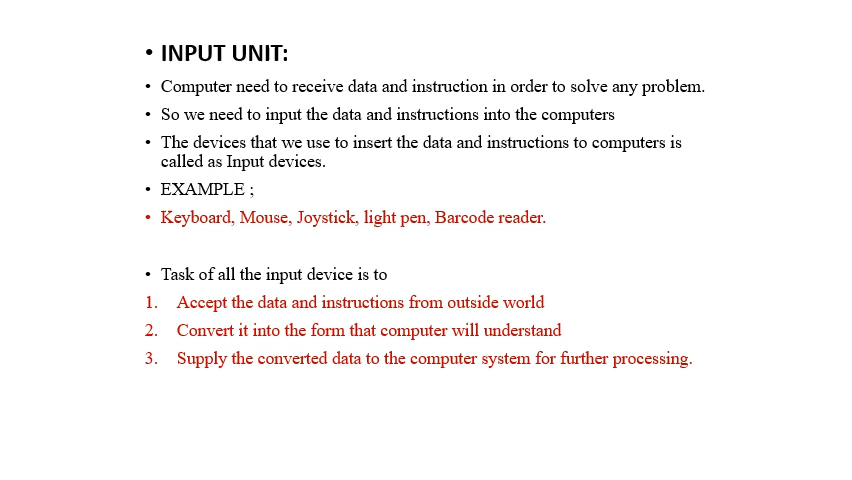 • INPUT UNIT:
• Computer need to receive data and instruction in order to solve any problem.
• So we need to input the data and instructions into the computers
• The devices that we use to insert the data and instructions to computers is
called as Input devices.
• EXAMPLE ;
• Keyboard, Mouse, Joystick, light pen, Barcode reader.
• Task of all the input device is to
1. Accept the data and instructions from outside world
2. Convert it into the form that computer will understand
3. Supply the converted data to the computer system for further processing.